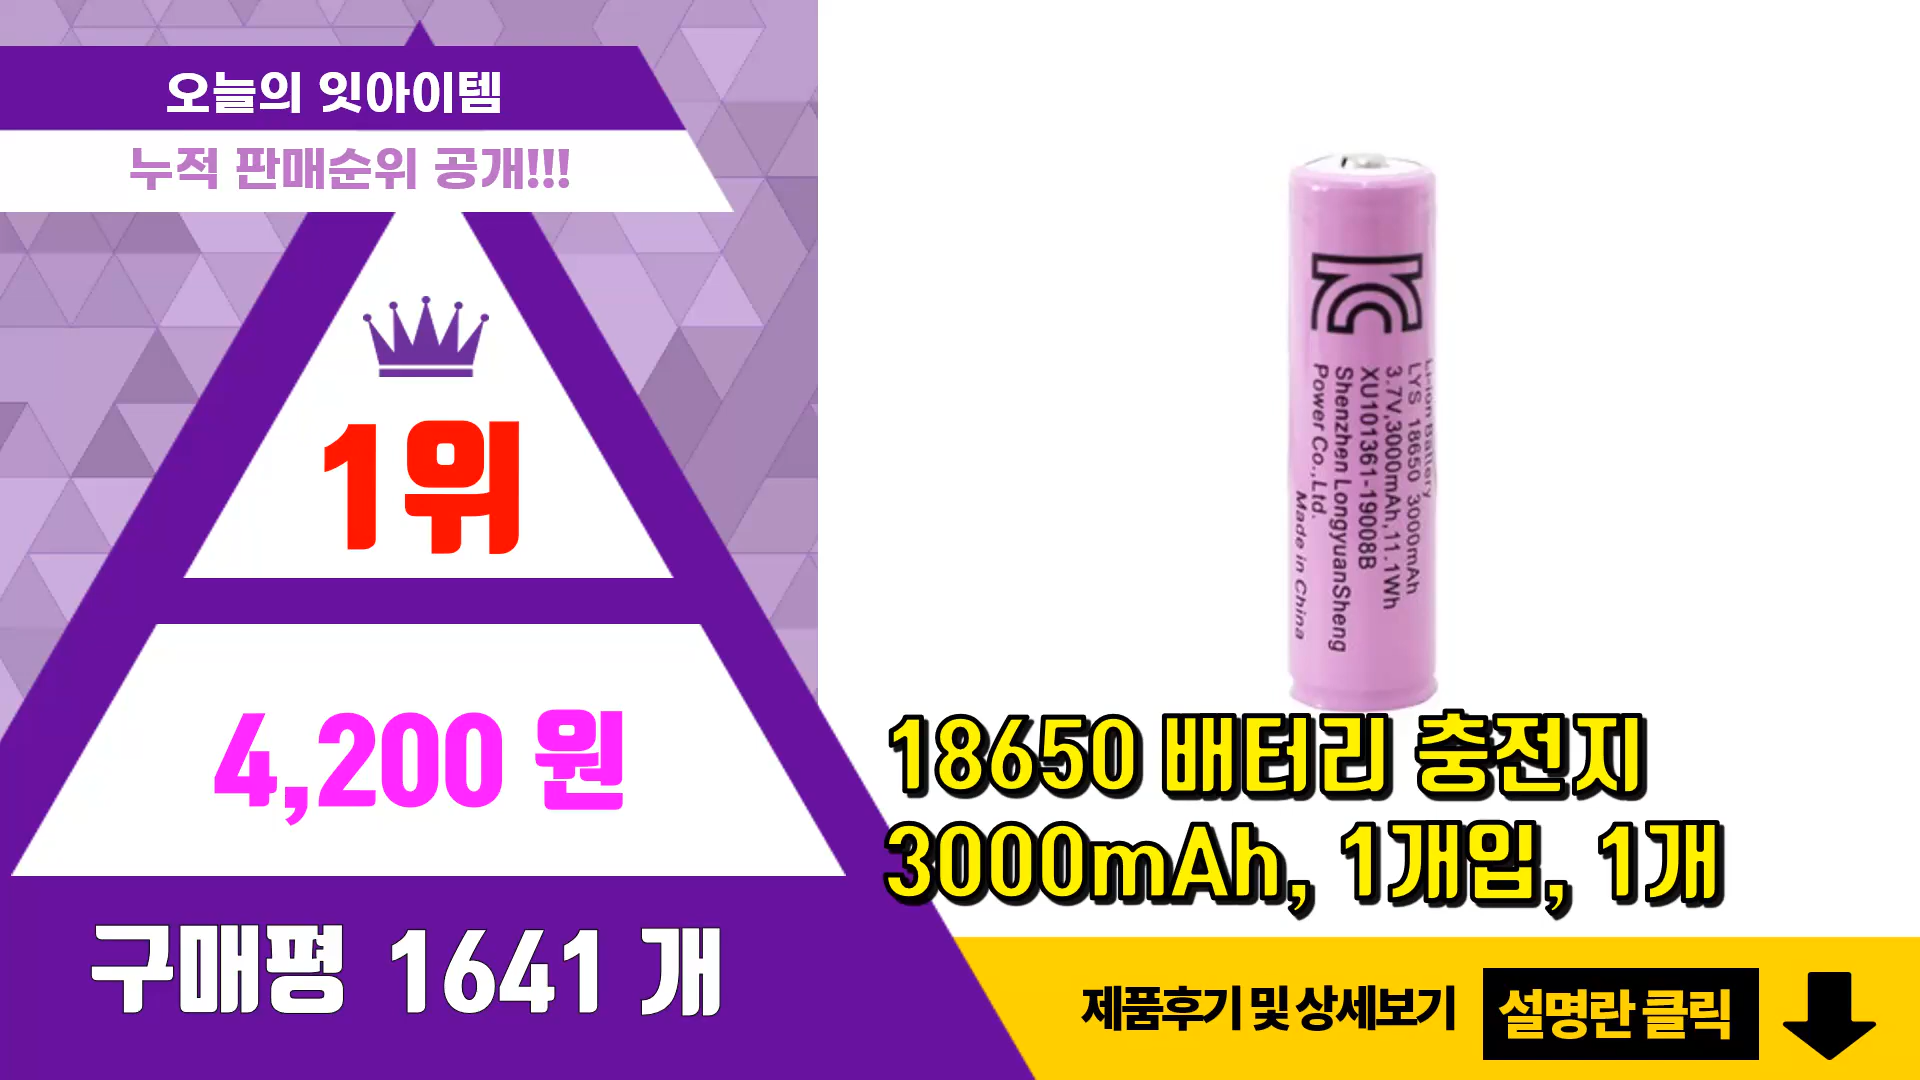 오늘의 잇아이템
누적 판매순위 공개!!!
1위
4,200 원
구매평 1641 개
Li-ion Battery
LYS 18650 3000mAh
3.7V,3000mAh,11.1Wh
XU101361-19008B
Shenzhen LongyuanSheng
Power Co.,Ltd.
Made in China
18650 배터리 충전지
3000mAh, 1개입, 1개
제품후기 및 상세보기
설명란 클릭